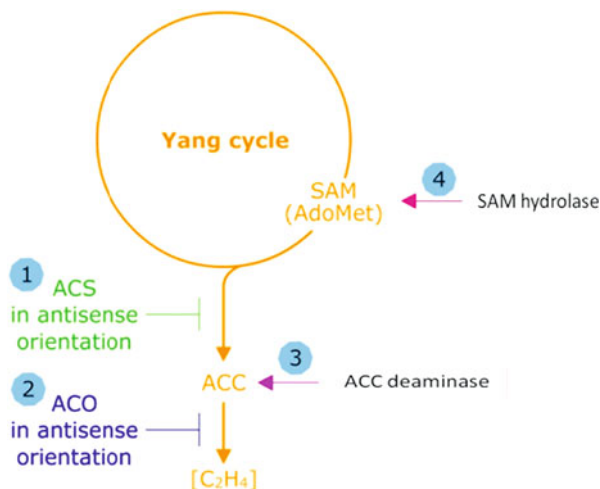 Yang cycle
SAM
(AdoMet)
4
SAM hydrolase
1
ACS
in antisense
orientation
3
ACC
ACC deaminase
2
ACO
in antisense
orientation
[C₂H₄]